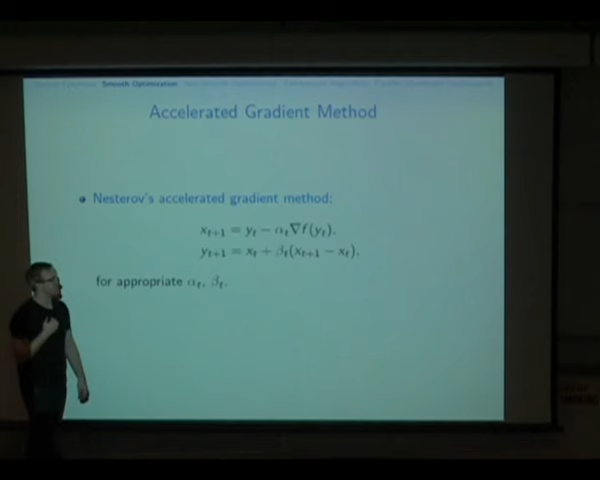 Smooth Optimization
Accelerated Gradient Method
Nesterov's accelerated gradient method:
x_{t+1} = y_t − α_t∇f(y_t),
y_{t+1} = x_t + β_t(x_{t+1} − x_t),
for appropriate α_t, β_t.